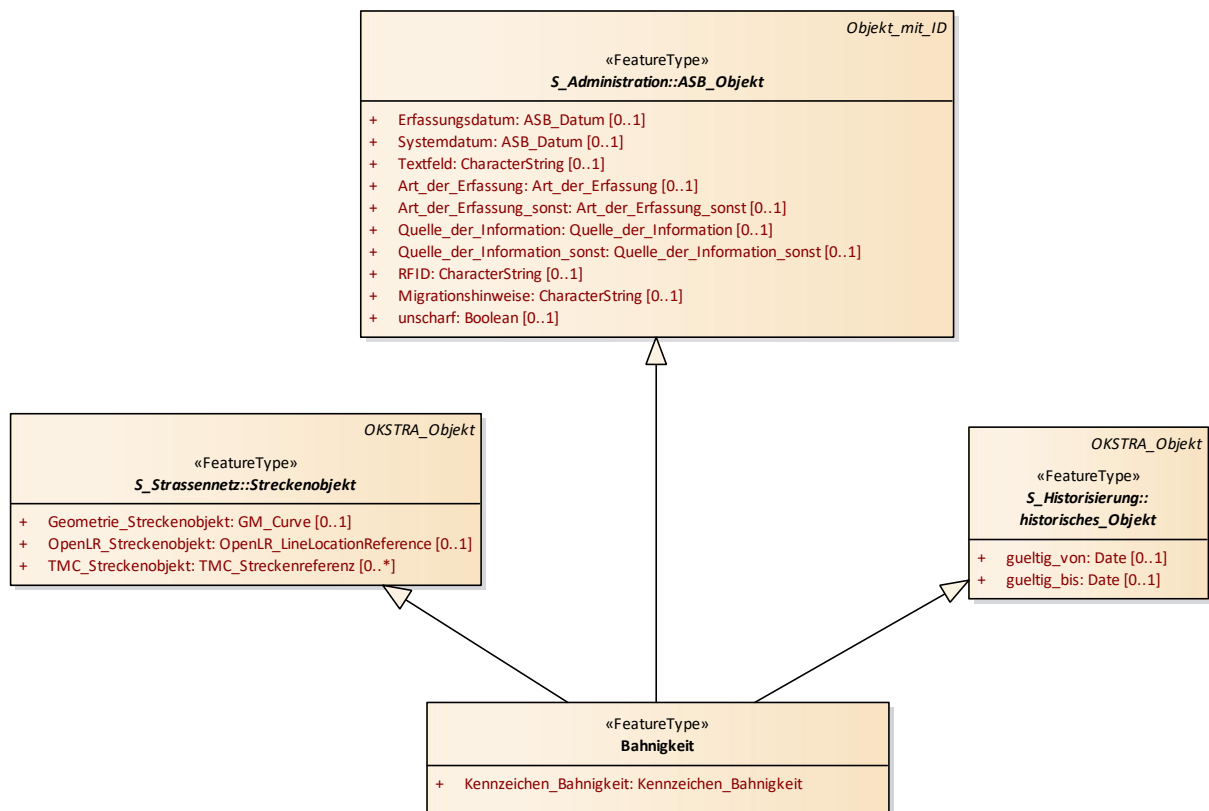 Objekt_mit_ID
«FeatureType»
S_Administration::ASB_Objekt
+ Erfassungsdatum: ASB_Datum [0..1]
+ Systemdatum: ASB_Datum [0..1]
+ Textfeld: CharacterString [0..1]
+ Art_der_Erfassung: Art_der_Erfassung [0..1]
+ Art_der_Erfassung_sonst: Art_der_Erfassung_sonst [0..1]
+ Quelle_der_Information: Quelle_der_Information [0..1]
+ Quelle_der_Information_sonst: Quelle_der_Information_sonst [0..1]
+ RFID: CharacterString [0..1]
+ Migrationshinweise: CharacterString [0..1]
+ unscharf: Boolean [0..1]
OKSTRA_Objekt
«FeatureType»
S_Strassennetz::Streckenobjekt
+ Geometrie_Streckenobjekt: GM_Curve [0..1]
+ OpenLR_Streckenobjekt: OpenLR_LineLocationReference [0..1]
+ TMC_Streckenobjekt: TMC_Streckenreferenz [0..*]
OKSTRA_Objekt
«FeatureType»
S_Historisierung::
historisches_Objekt
+ gueltig_von: Date [0..1]
+ gueltig_bis: Date [0..1]
«FeatureType»
Bahnigkeit
+ Kennzeichen_Bahnigkeit: Kennzeichen_Bahnigkeit